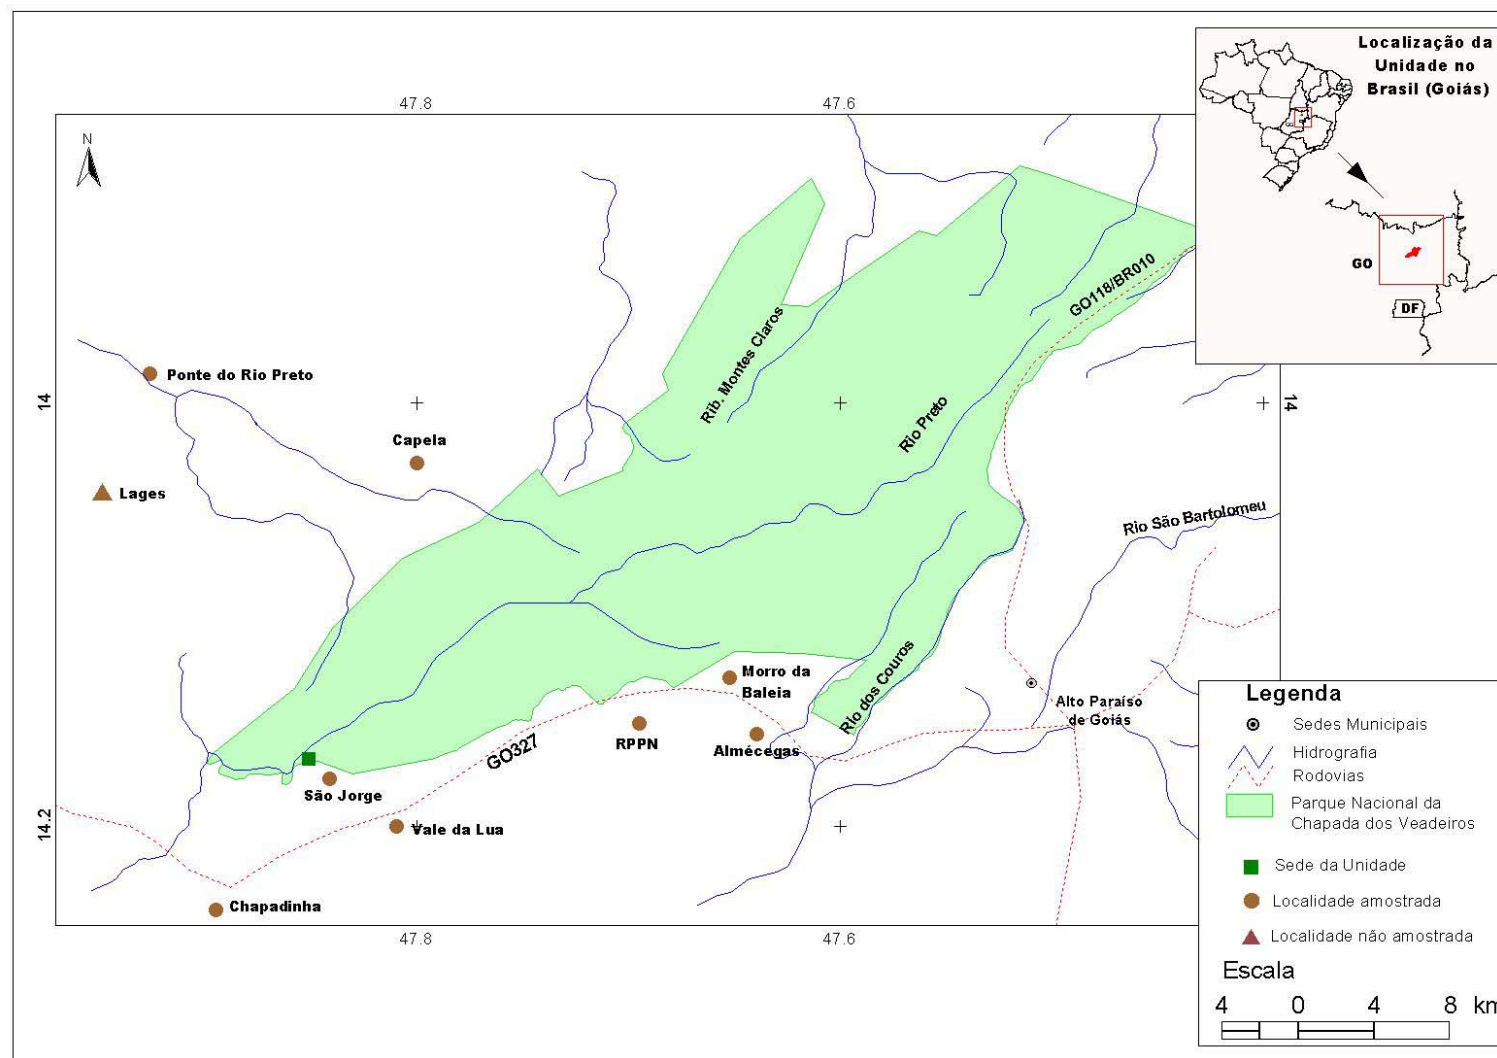 Localização da
Unidade no
Brasil (Goiás)
GO
DF
47.8
47.6
N
14
14
14.2
Rib. Montes Claros
GO118/BR010
Rio Preto
Ponte do Rio Preto
Capela
Lages
Rio São Bartolomeu
Rio dos Couros
Morro da
Baleia
Alto Paraíso
de Goiás
RPPN
Almécegas
GO327
São Jorge
Vale da Lua
Chapadinha
47.8
47.6
Legenda
Sedes Municipais
Hidrografia
Rodovias
Parque Nacional da
Chapada dos Veadeiros
Sede da Unidade
Localidade amostrada
Localidade não amostrada
Escala
4 0 4 8 km